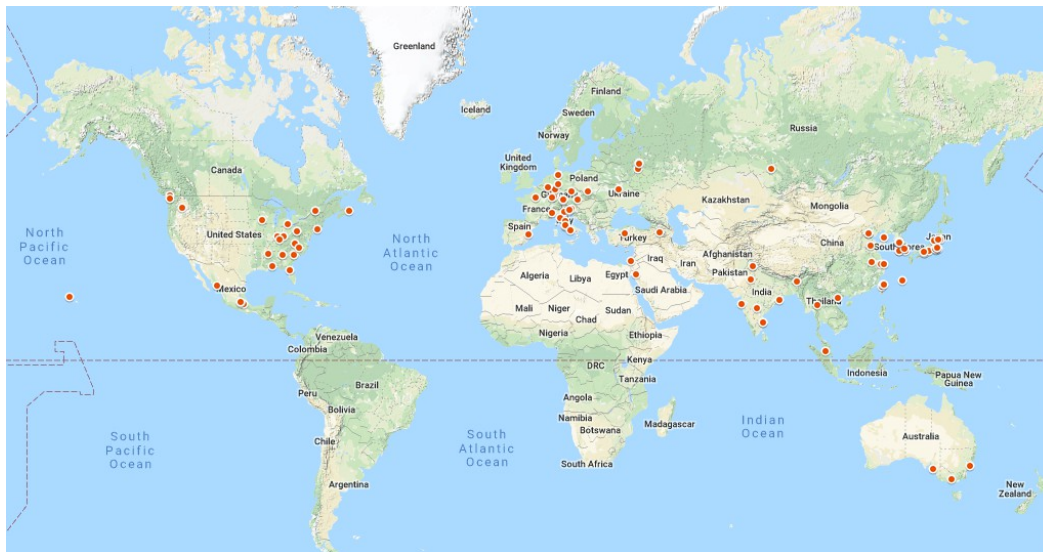 Greenland
Iceland
Finland
Sweden
Norway
Russia
United
Kingdom
Canada
Poland
Ukraine
Kazakhstan
Mongolia
France
Spain
Turkey
United States
North
Pacific
Ocean
North
Atlantic
Ocean
China
South
Japan
Afghanistan
Iraq
Iran
Pakistan
Algeria
Libya
Egypt
Saudi Arabia
India
Mexico
Mali
Niger
Chad
Sudan
Thailand
Nigeria
Ethiopia
Venezuela
Colombia
Kenya
DRC
Tanzania
Indonesia
Papua New
Guinea
Peru
Brazil
Bolivia
Angola
Namibia
Botswana
Madagascar
Indian
Ocean
South
Pacific
Ocean
South
Atlantic
Ocean
Chile
Australia
South Africa
Argentina
New
Zealand